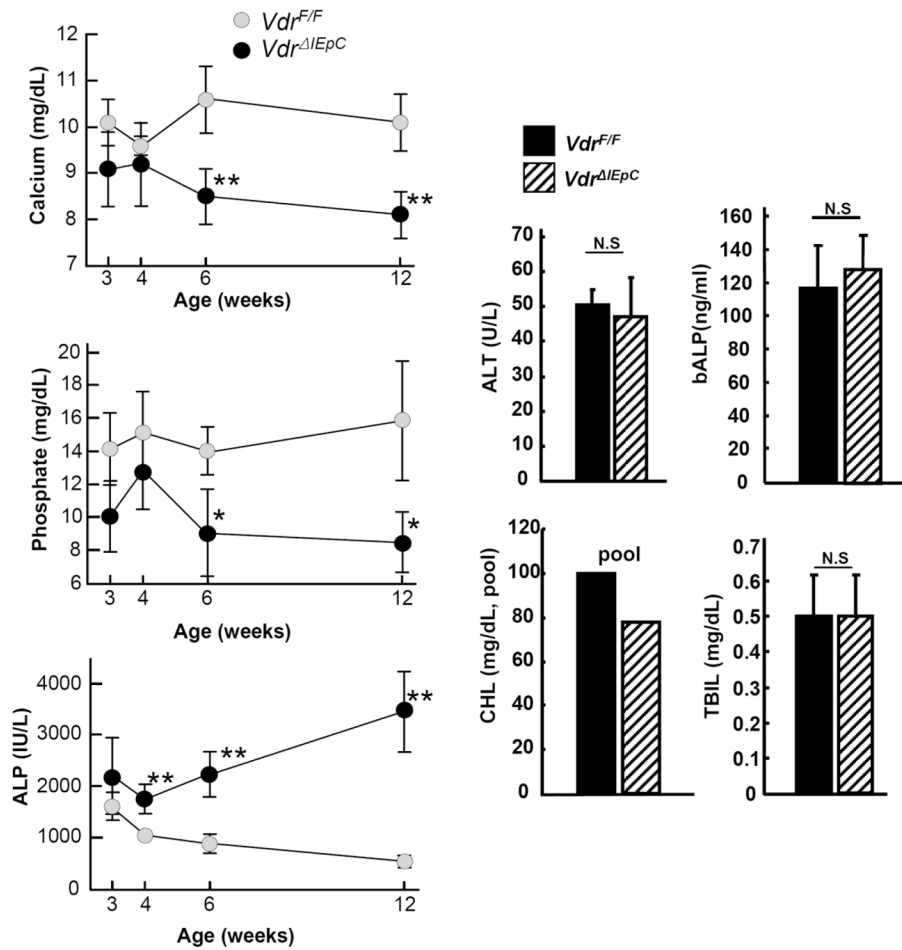 Vdr^F/F
Vdr^ΔIEpC
Calcium (mg/dL)
11
10
9
8
7
**
**
3 4 6 12
Age (weeks)
Phosphate (mg/dL)
20
18
16
14
12
10
8
6
*
*
3 4 6 12
Age (weeks)
ALP (IU/L)
4000
3000
2000
1000
0
**
**
**
3 4 6 12
Age (weeks)
Vdr^F/F
Vdr^ΔIEpC
ALT (U/L)
70
60
50
40
30
20
10
0
N.S
bALP(ng/ml)
160
140
120
100
80
60
40
20
0
N.S
CHL (mg/dL, pool)
120
100
80
60
40
20
0
pool
TBIL (mg/dL)
0.7
0.6
0.5
0.4
0.3
0.2
0.1
0
N.S